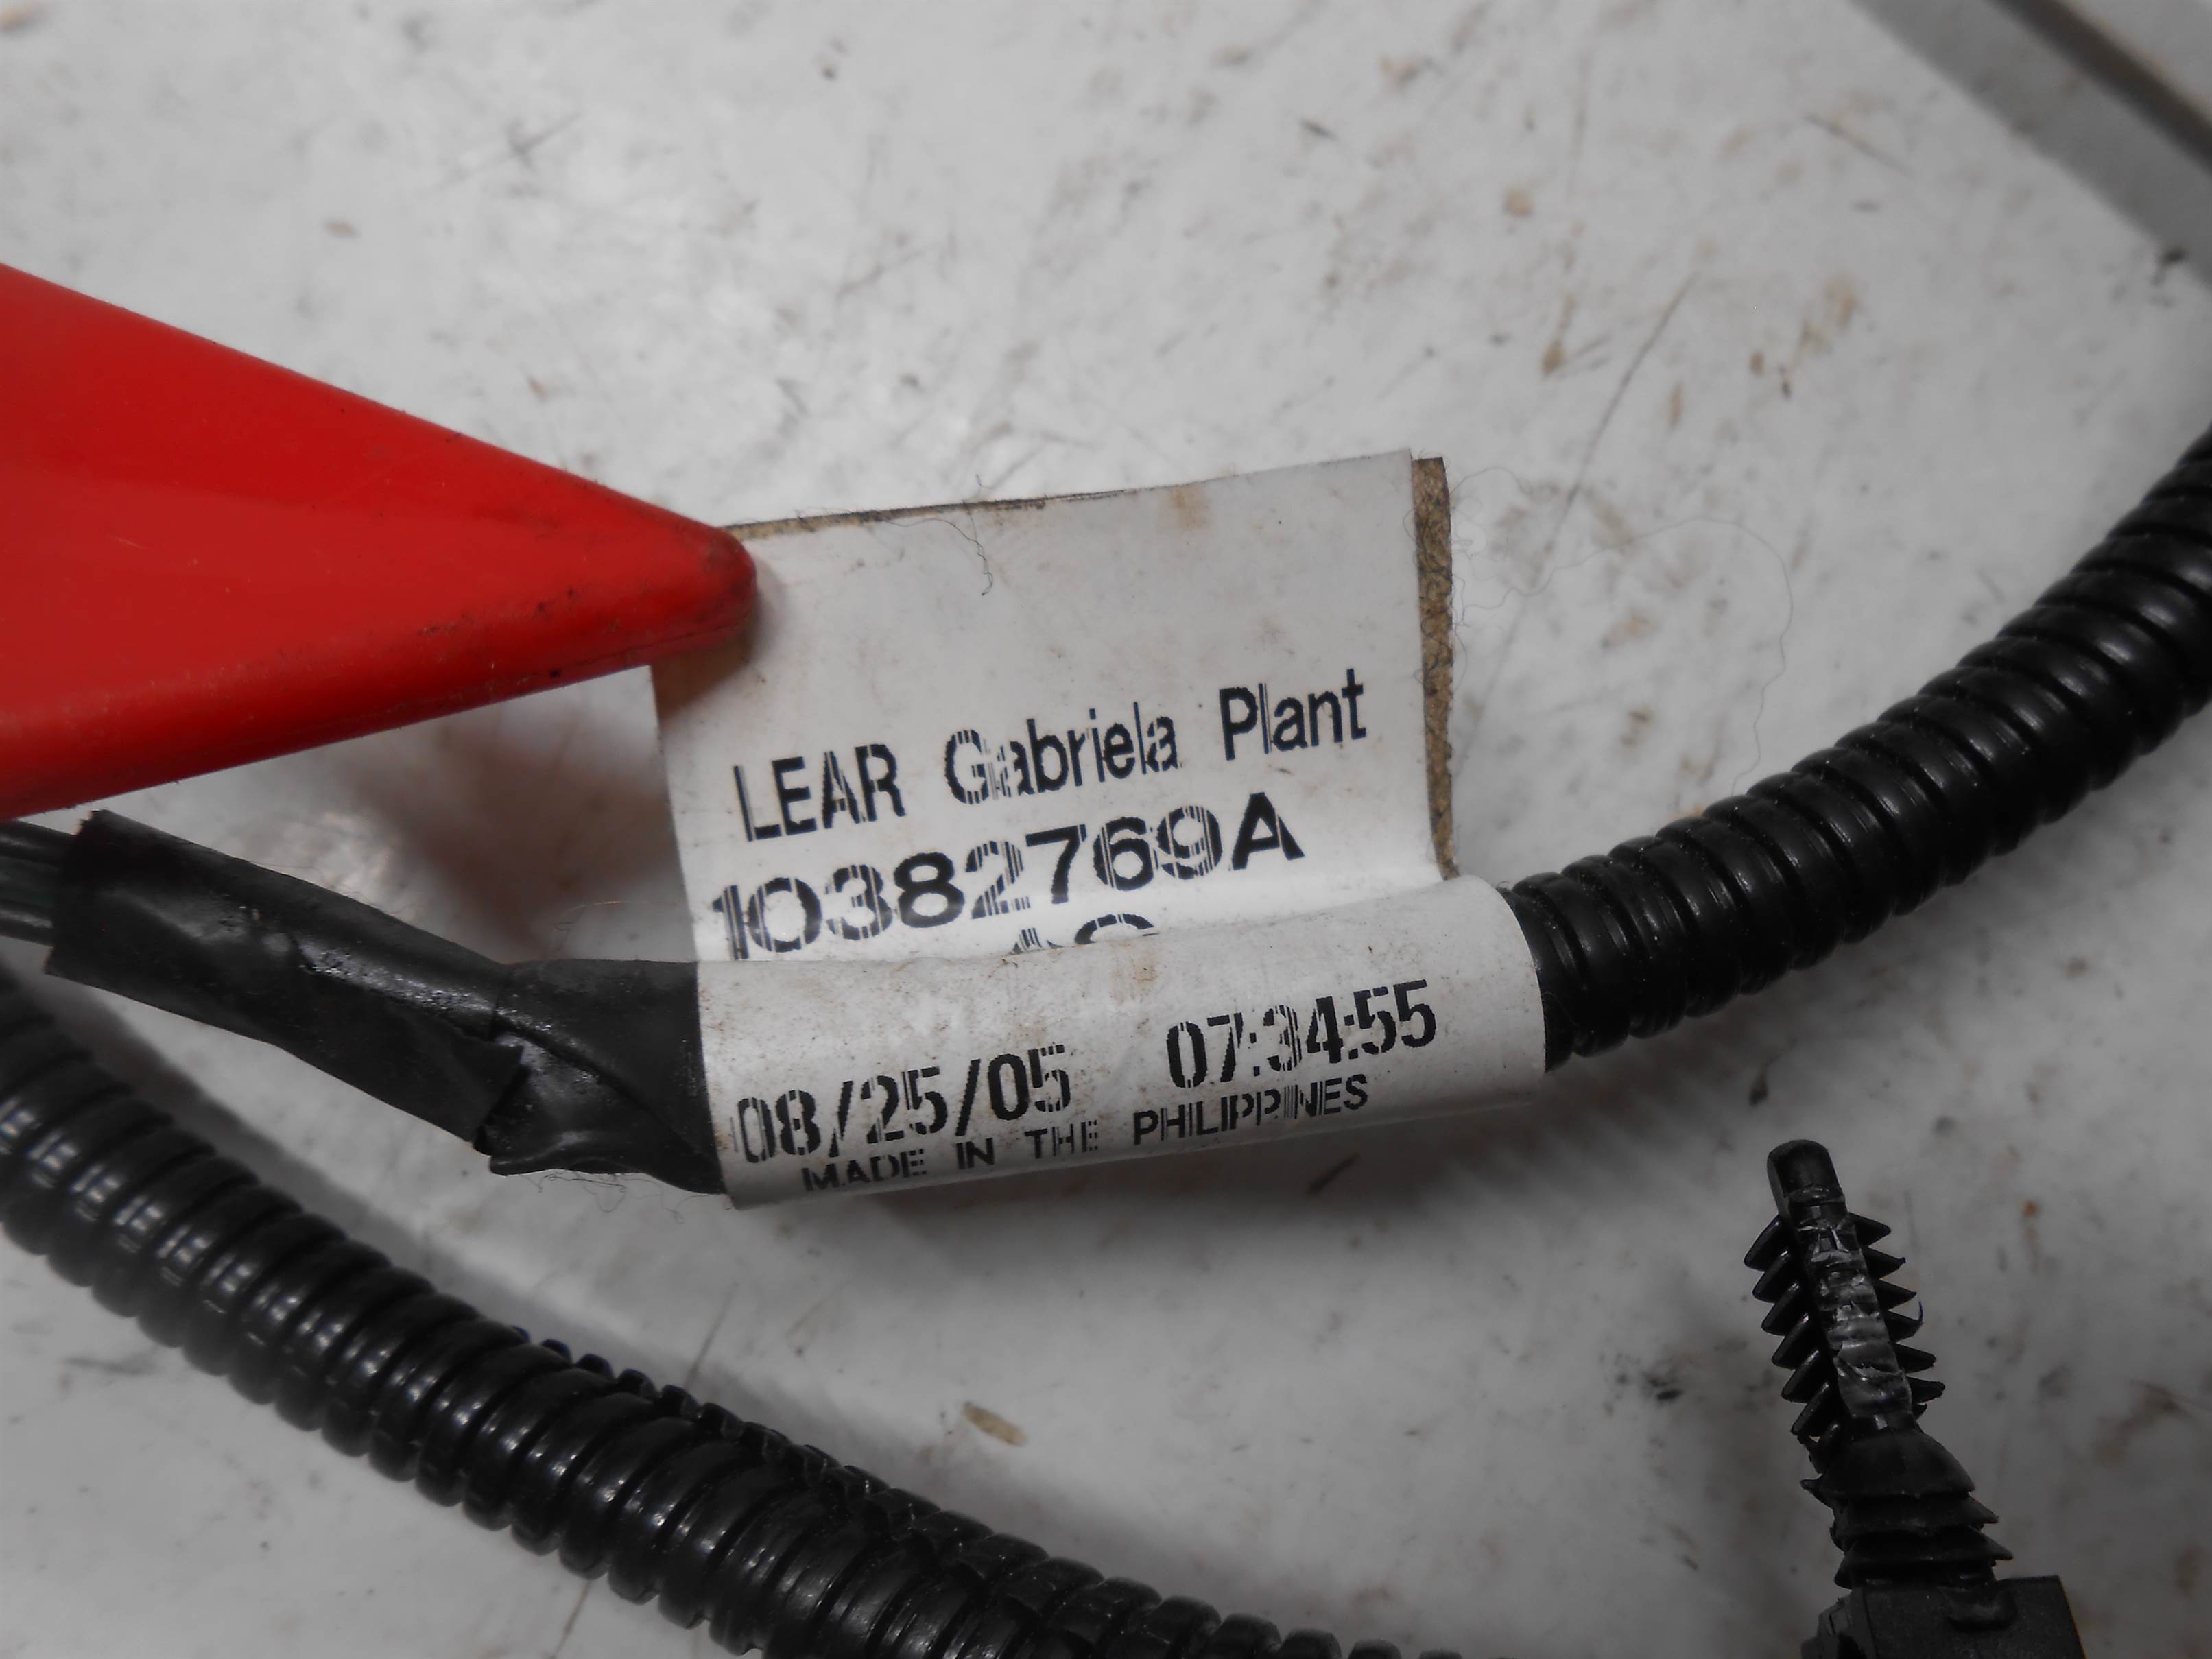 LEAR Gabriela Plant
10382769A
08/25/05 07:34:55
MADE IN THE PHILIPPINES